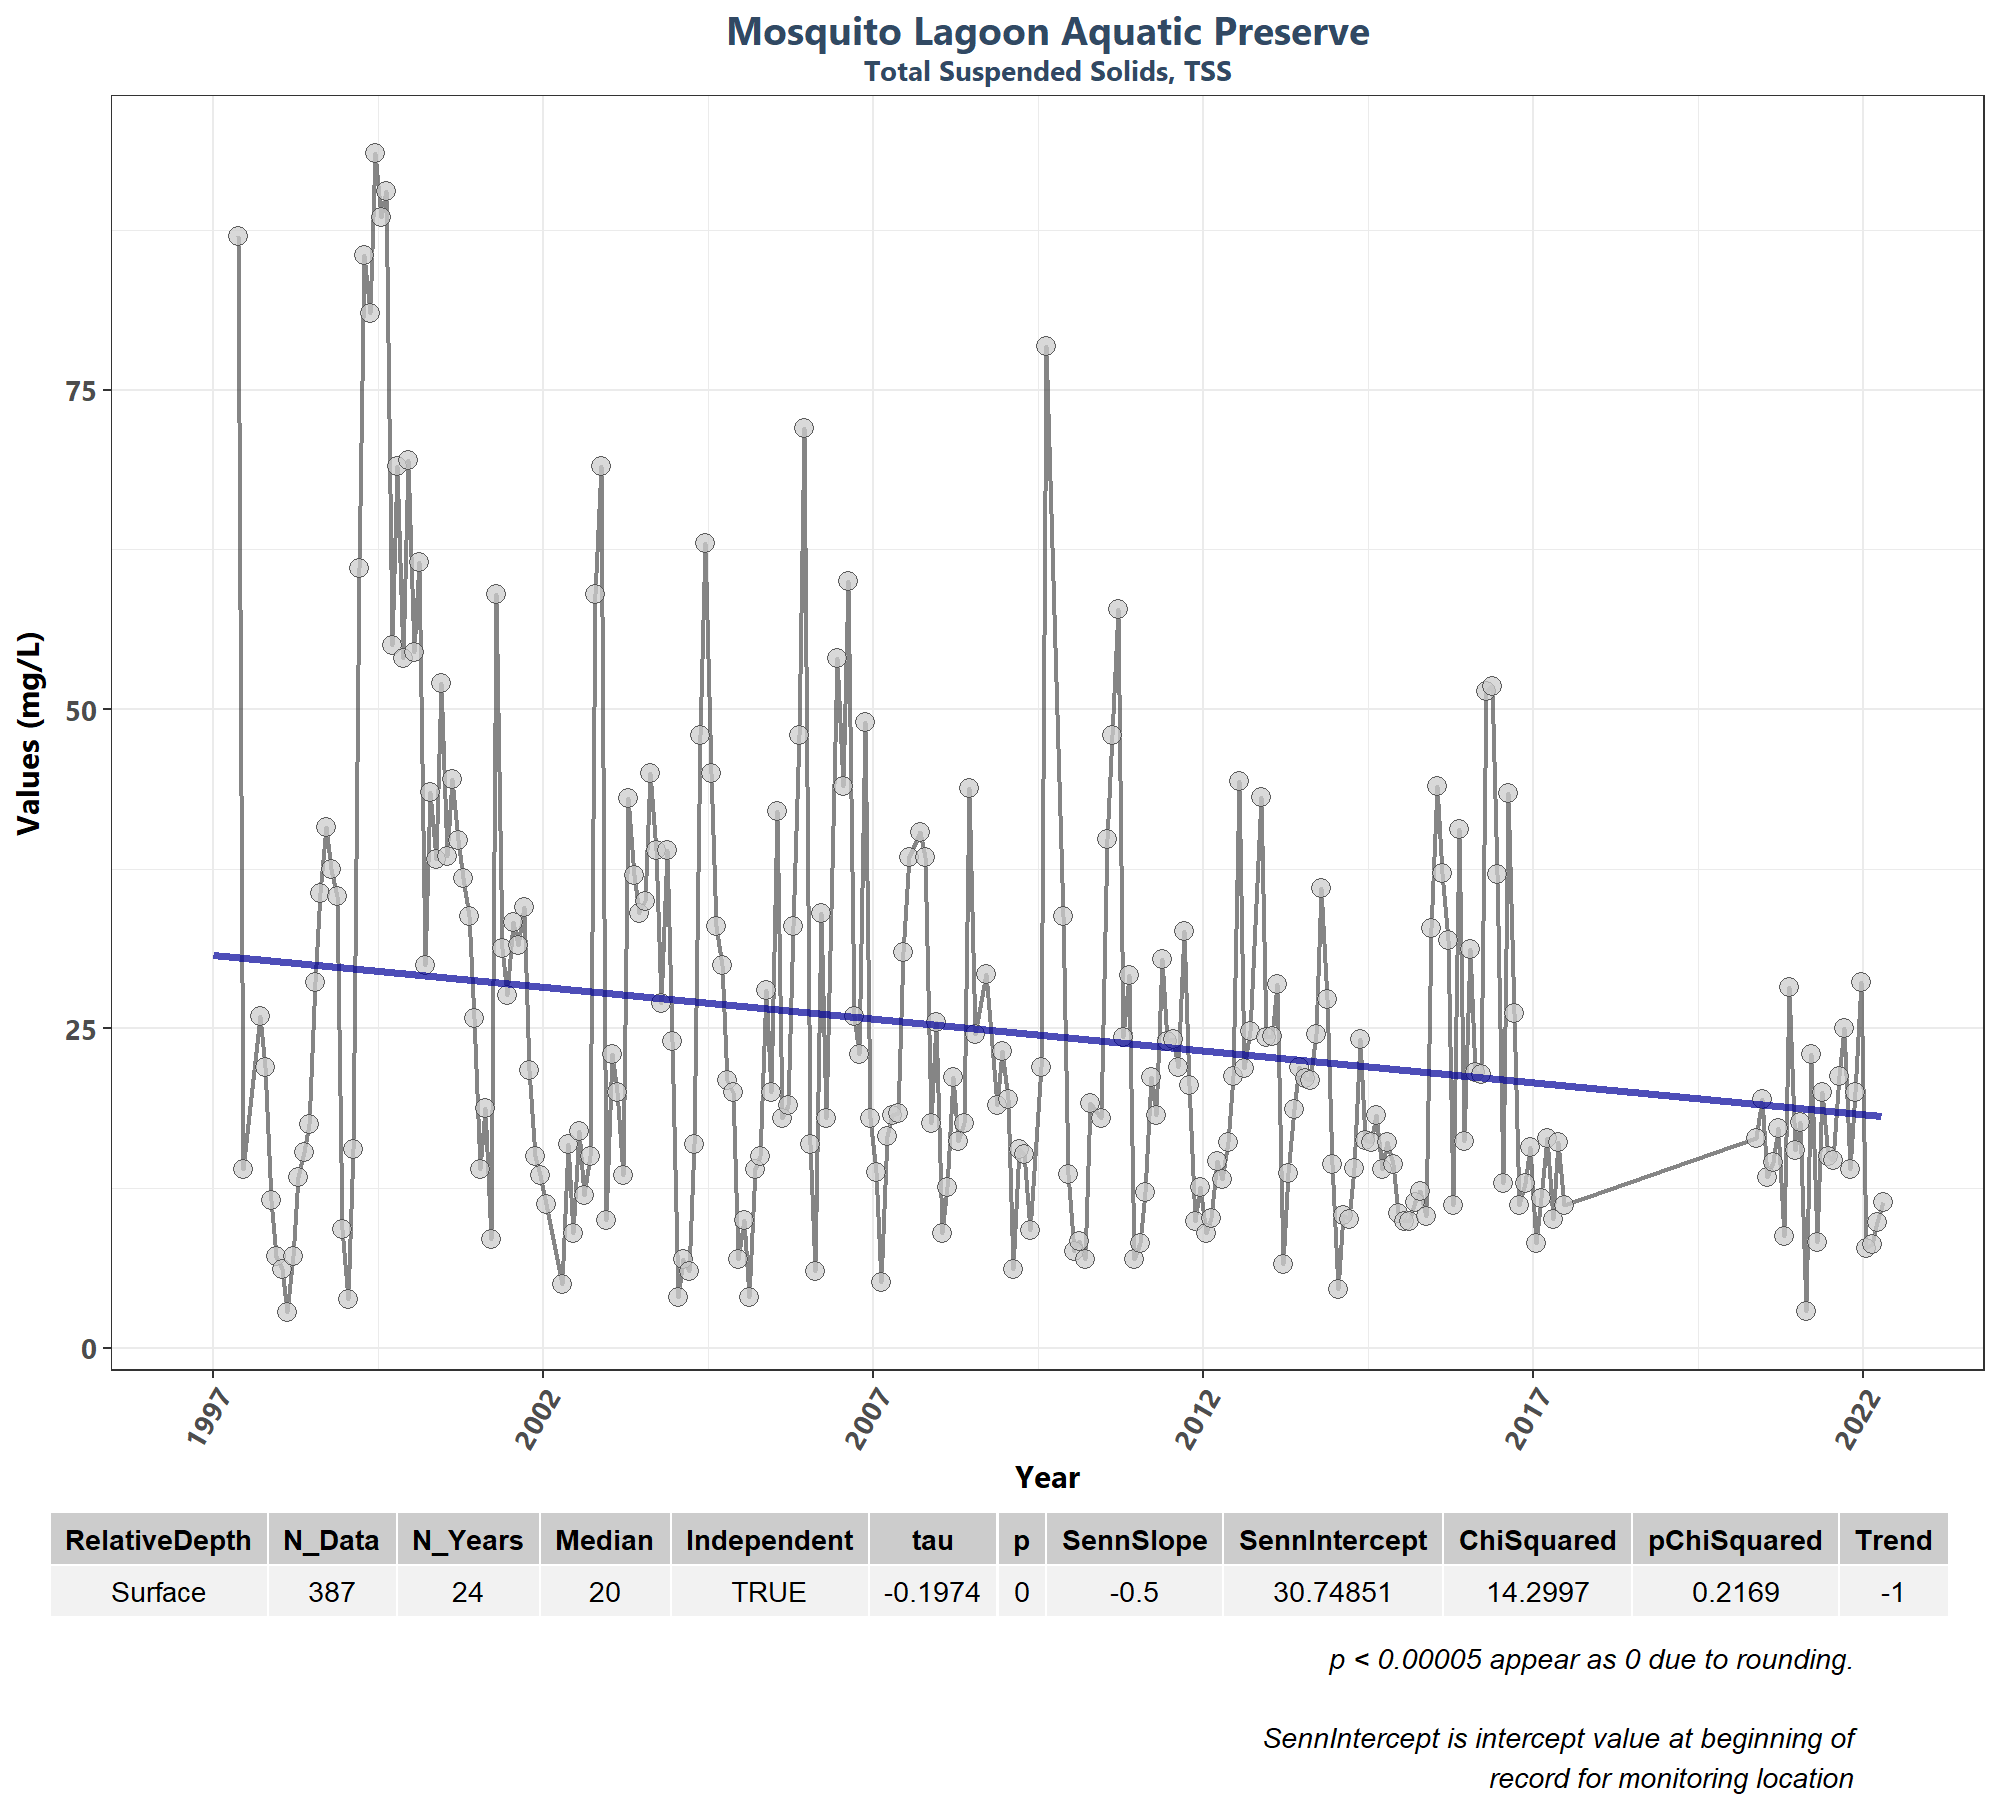 Mosquito Lagoon Aquatic Preserve
Total Suspended Solids, TSS
Values (mg/L)
75
50
25
0
1997
2002
2007
2012
2017
2022
Year
RelativeDepth N_Data N_Years Median Independent tau p SennSlope SennIntercept ChiSquared pChiSquared Trend
Surface 387 24 20 TRUE -0.1974 0 -0.5 30.74851 14.2997 0.2169 -1
p < 0.00005 appear as 0 due to rounding.
SennIntercept is intercept value at beginning of
record for monitoring location